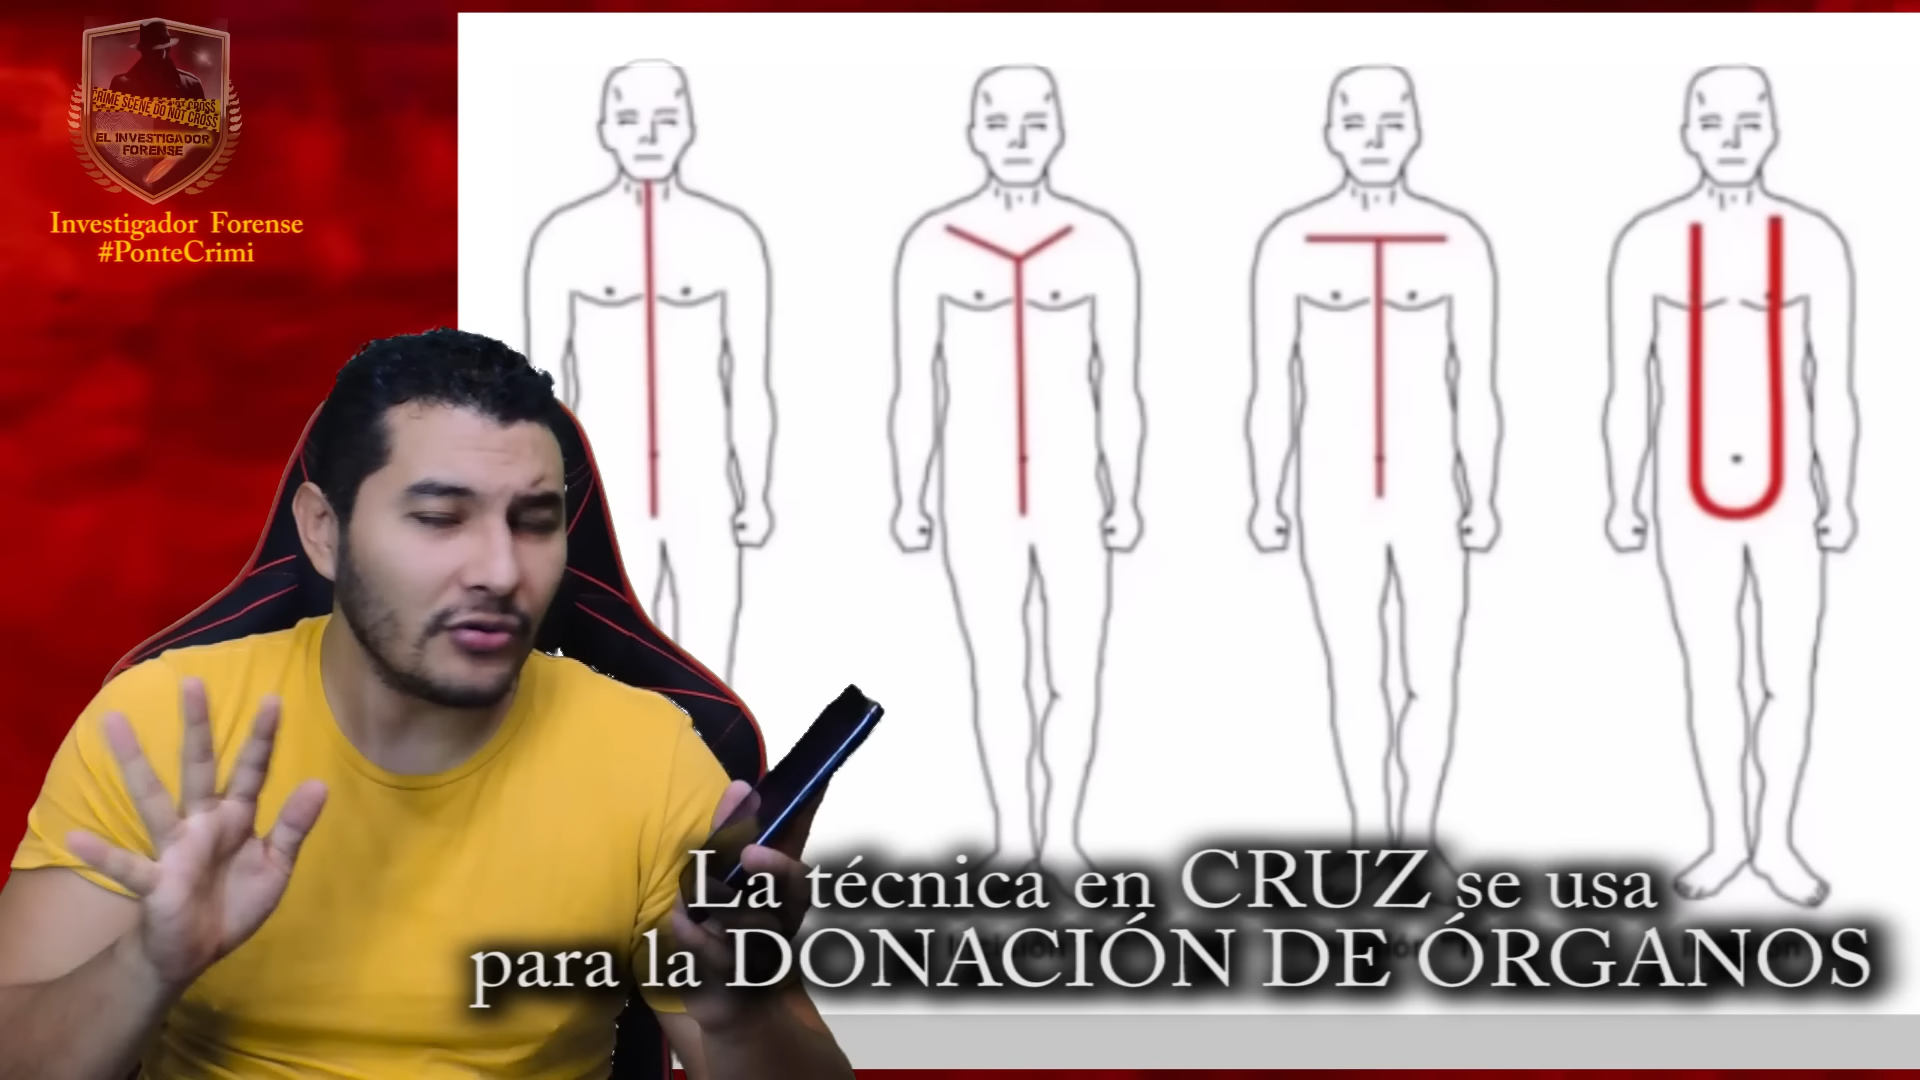 CRIME SCENE DO NOT CROSS
EL INVESTIGADOR
FORENSE
Investigador Forense
#PonteCrimi
La técnica en CRUZ se usa
para la DONACIÓN DE ÓRGANOS